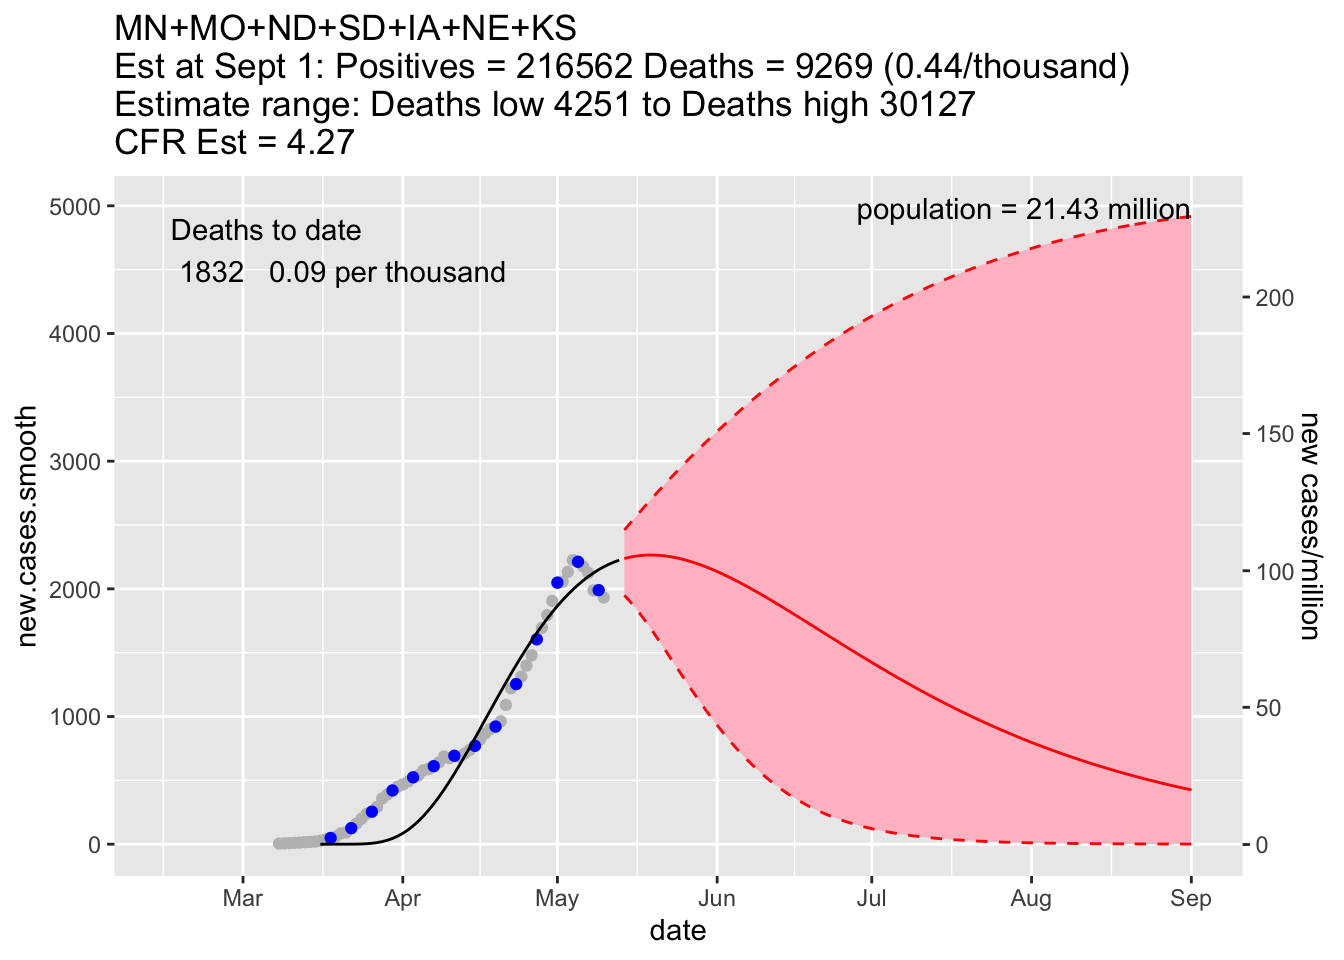 MN+MO+ND+SD+IA+NE+KS
Est at Sept 1: Positives = 216562 Deaths = 9269 (0.44/thousand)
Estimate range: Deaths low 4251 to Deaths high 30127
CFR Est = 4.27
population = 21.43 million
Deaths to date
1832 0.09 per thousand
5000
4000
3000
2000
1000
0
new.cases.smooth
200
150
100
50
0
new cases/million
Mar Apr May Jun Jul Aug Sep
date